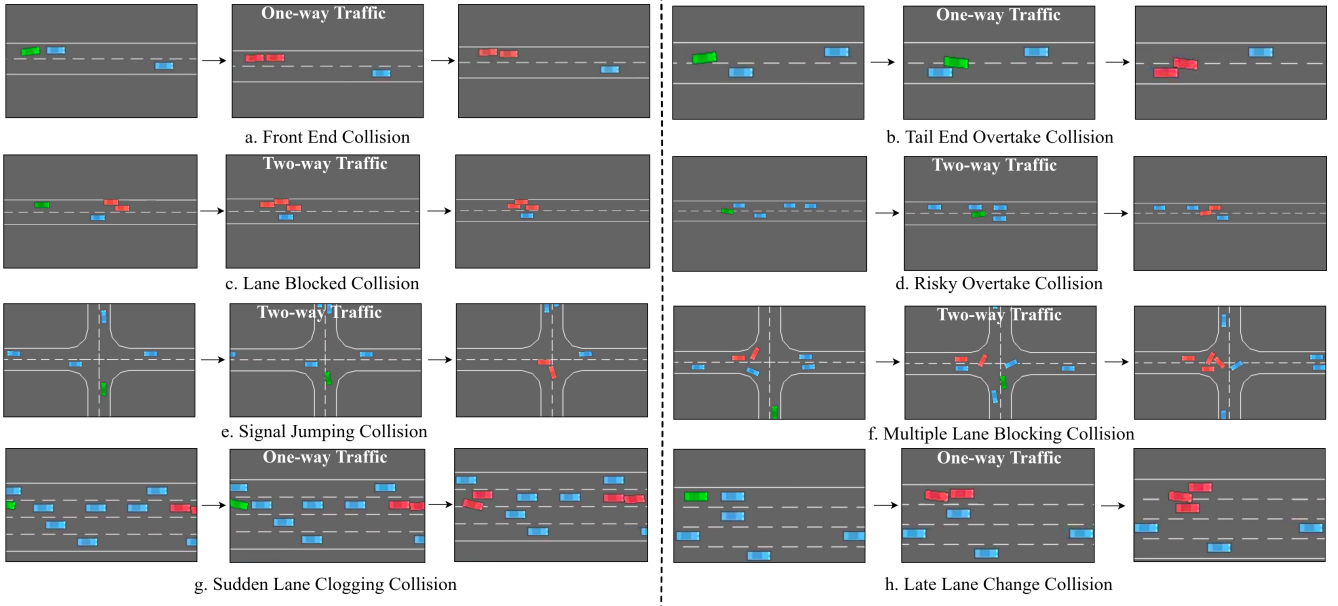 One-way Traffic
One-way Traffic
a. Front End Collision
b. Tail End Overtake Collision
Two-way Traffic
Two-way Traffic
c. Lane Blocked Collision
d. Risky Overtake Collision
Two-way Traffic
Two-way Traffic
e. Signal Jumping Collision
f. Multiple Lane Blocking Collision
One-way Traffic
One-way Traffic
g. Sudden Lane Clogging Collision
h. Late Lane Change Collision